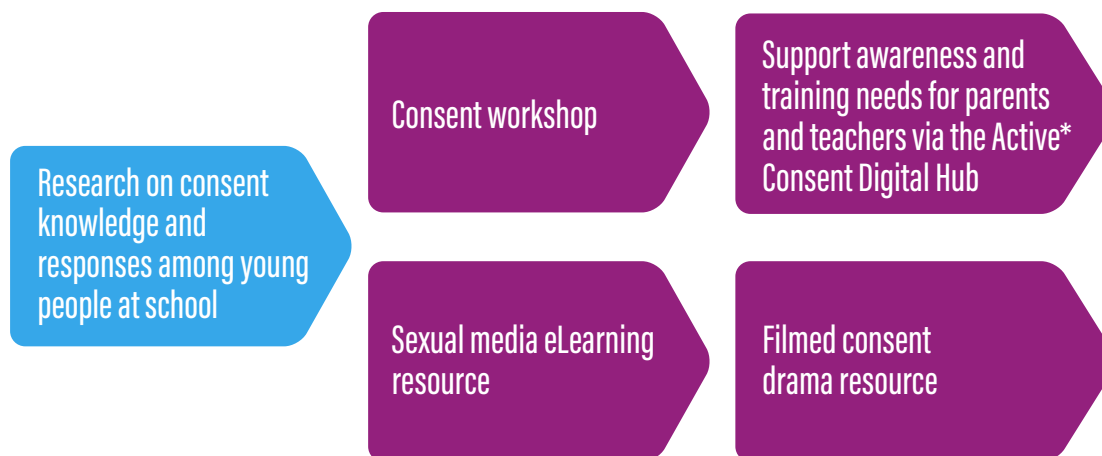 Research on consent
knowledge and
responses among young
people at school
Consent workshop
Support awareness and
training needs for parents
and teachers via the Active*
Consent Digital Hub
Sexual media eLearning
resource
Filmed consent
drama resource